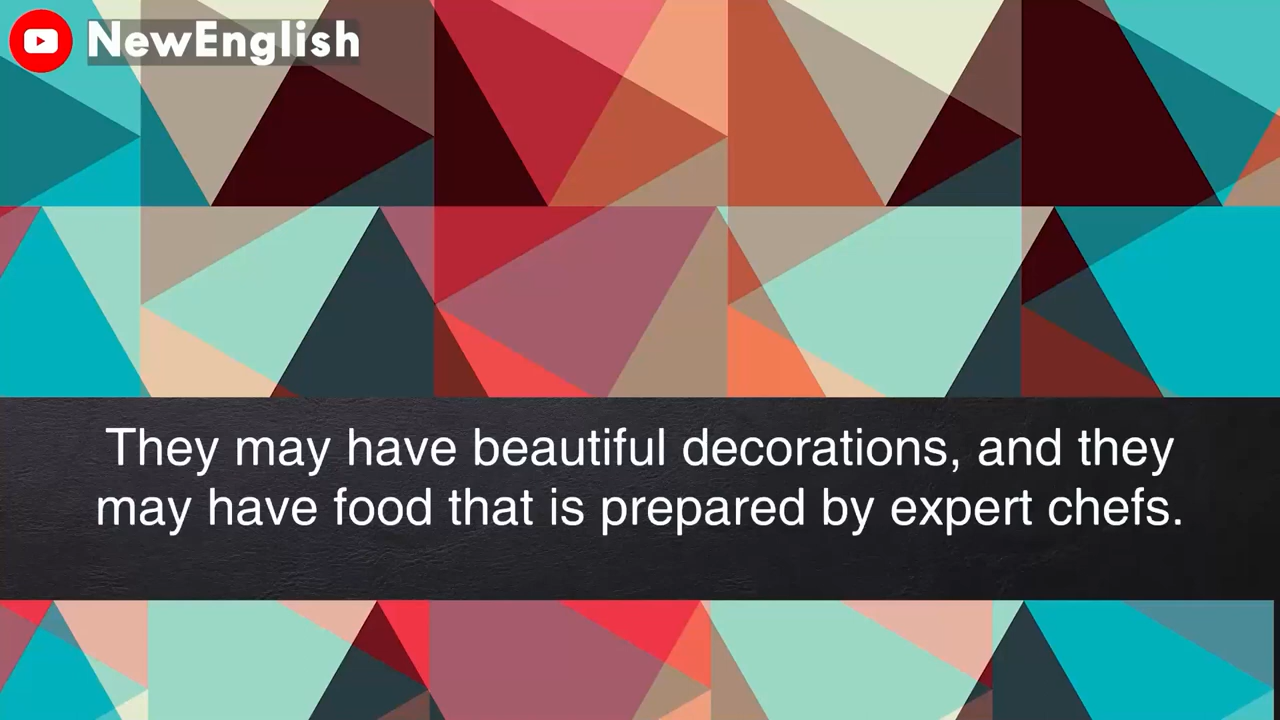 NewEnglish
They may have beautiful decorations, and they
may have food that is prepared by expert chefs.